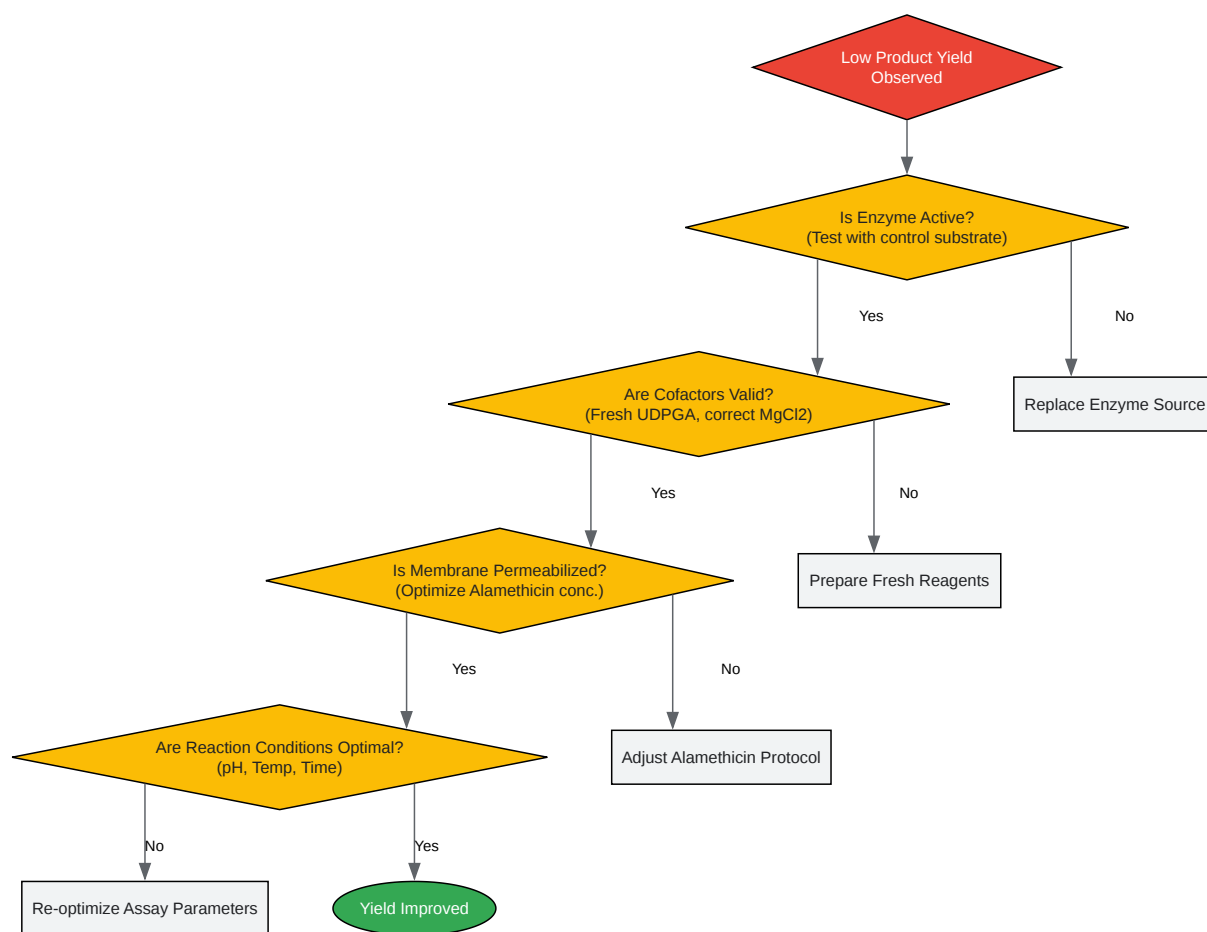 Low Product Yield
Observed
Is Enzyme Active?
(Test with control substrate)
Yes
No
Are Cofactors Valid?
(Fresh UDPGA, correct MgCl2)
Replace Enzyme Source
Yes
No
Is Membrane Permeabilized?
(Optimize Alamethicin conc.)
Prepare Fresh Reagents
Yes
No
Are Reaction Conditions Optimal?
(pH, Temp, Time)
Adjust Alamethicin Protocol
No
Yes
Re-optimize Assay Parameters
Yield Improved